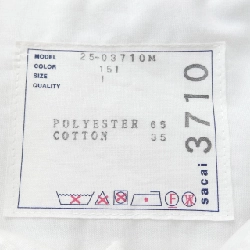 MODEL 25-03710M
COLOR 151
SIZE 1
QUALITY
POLYESTER 65
COTTON 35
sacai 3710